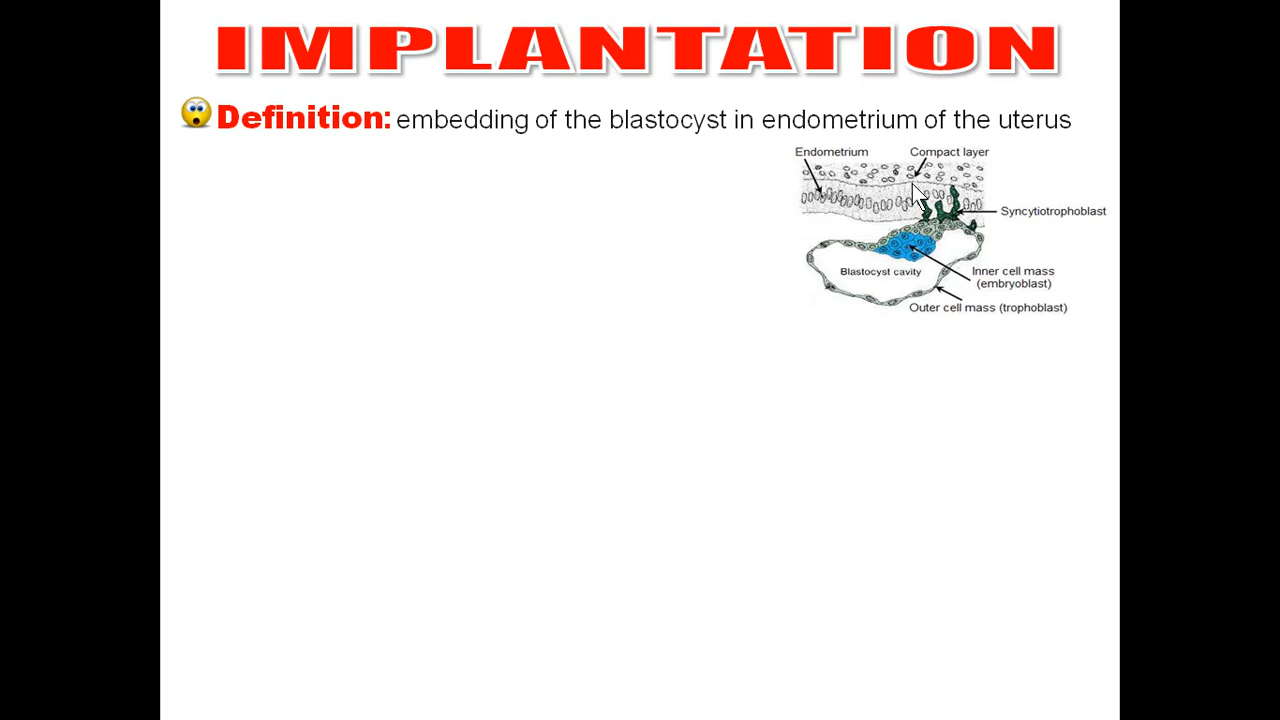 IMPLANTATION
Definition: embedding of the blastocyst in endometrium of the uterus
Endometrium
Compact layer
Syncytiotrophoblast
Blastocyst cavity
Inner cell mass
(embryoblast)
Outer cell mass (trophoblast)